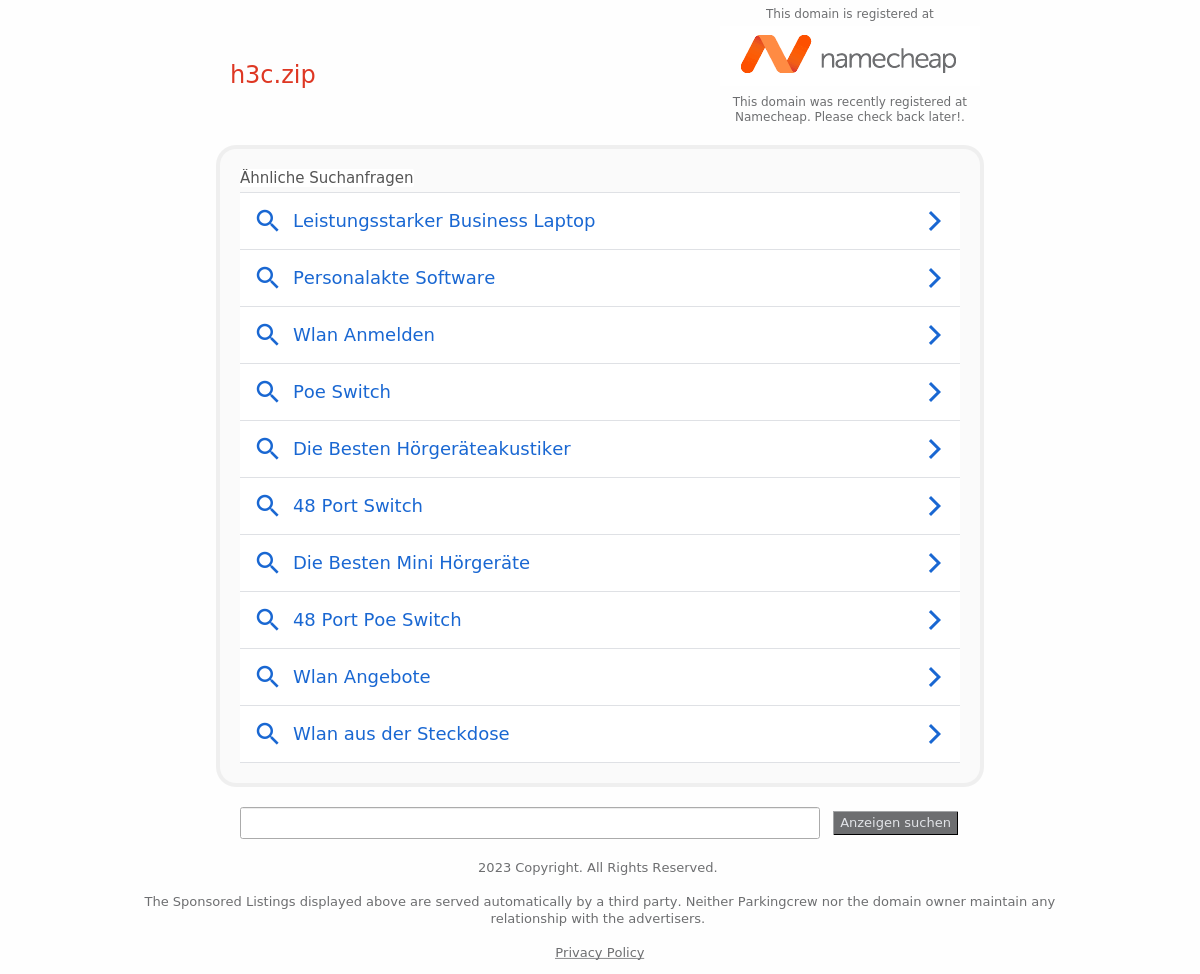 This domain is registered at
h3c.zip
namecheap
This domain was recently registered at
Namecheap. Please check back later!.
Ähnliche Suchanfragen
Leistungsstarker Business Laptop
Personalakte Software
Wlan Anmelden
Poe Switch
Die Besten Hörgeräteakustiker
48 Port Switch
Die Besten Mini Hörgeräte
48 Port Poe Switch
Wlan Angebote
Wlan aus der Steckdose
Anzeigen suchen
2023 Copyright. All Rights Reserved.
The Sponsored Listings displayed above are served automatically by a third party. Neither Parkingcrew nor the domain owner maintain any
relationship with the advertisers.
Privacy Policy